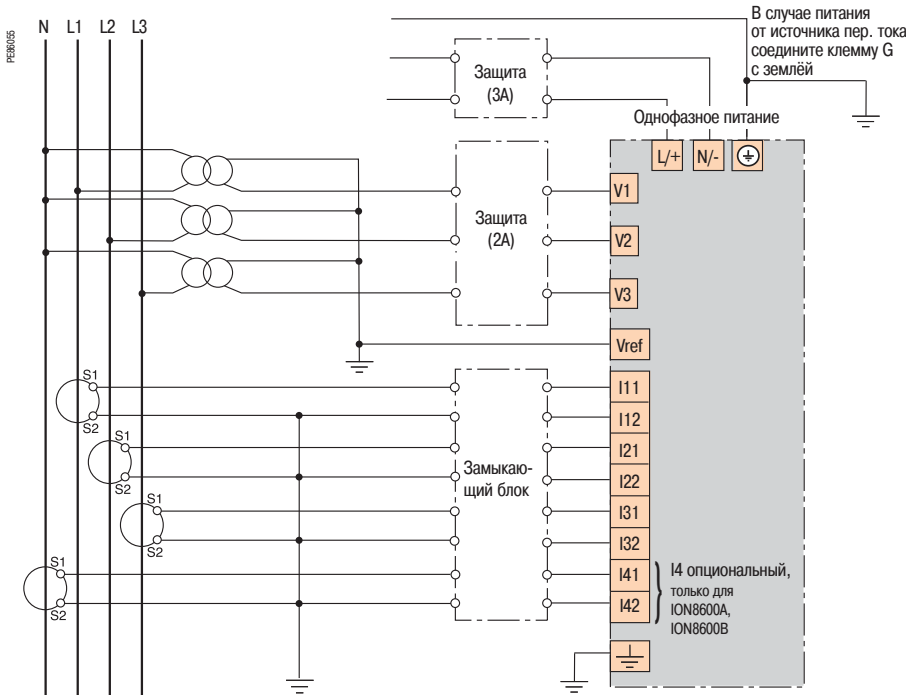 PE86055
N L1 L2 L3
В случае питания
от источника пер. тока
соедините клемму G
с землёй
Защита
(3А)
Однофазное питание
L/+ N/-
V1
Защита
(2А)
V2
V3
Vref
S1
S2
I11
I12
S1
S2
I21
I22
Замыкаю-
щий блок
S1
S2
I31
I32
S1
S2
I41
I42
I4 опциональный,
только для
ION8600A,
ION8600B